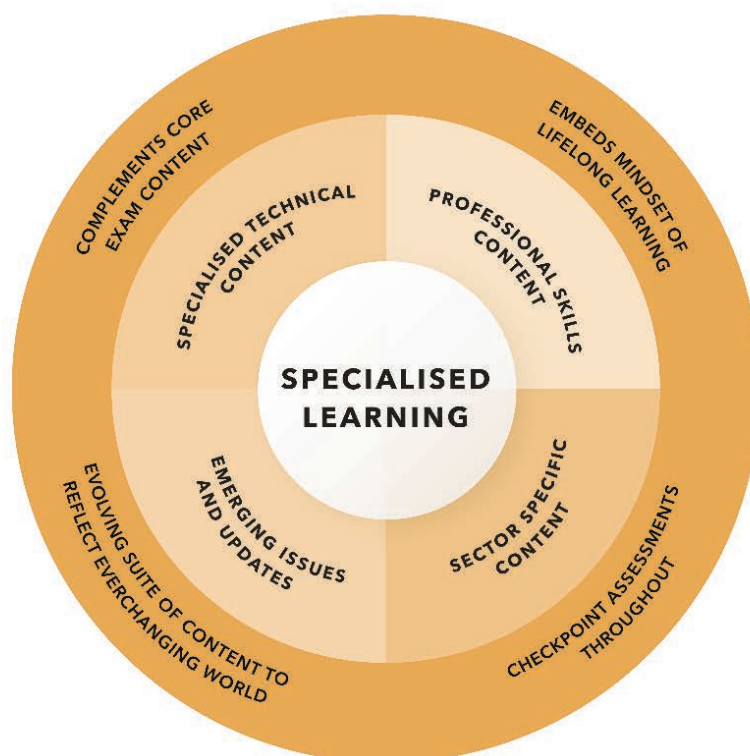 COMPLEMENTS CORE
EXAM CONTENT
EMBEDS MINDSET OF
LIFELONG LEARNING
SPECIALISED TECHNICAL
CONTENT
PROFESSIONAL SKILLS
CONTENT
SPECIALISED
LEARNING
EMERGING ISSUES
AND UPDATES
SECTOR SPECIFIC
CONTENT
EVOLVING SUITE OF CONTENT TO
REFLECT EVERCHANGING WORLD
CHECKPOINT ASSESSMENTS
THROUGHOUT